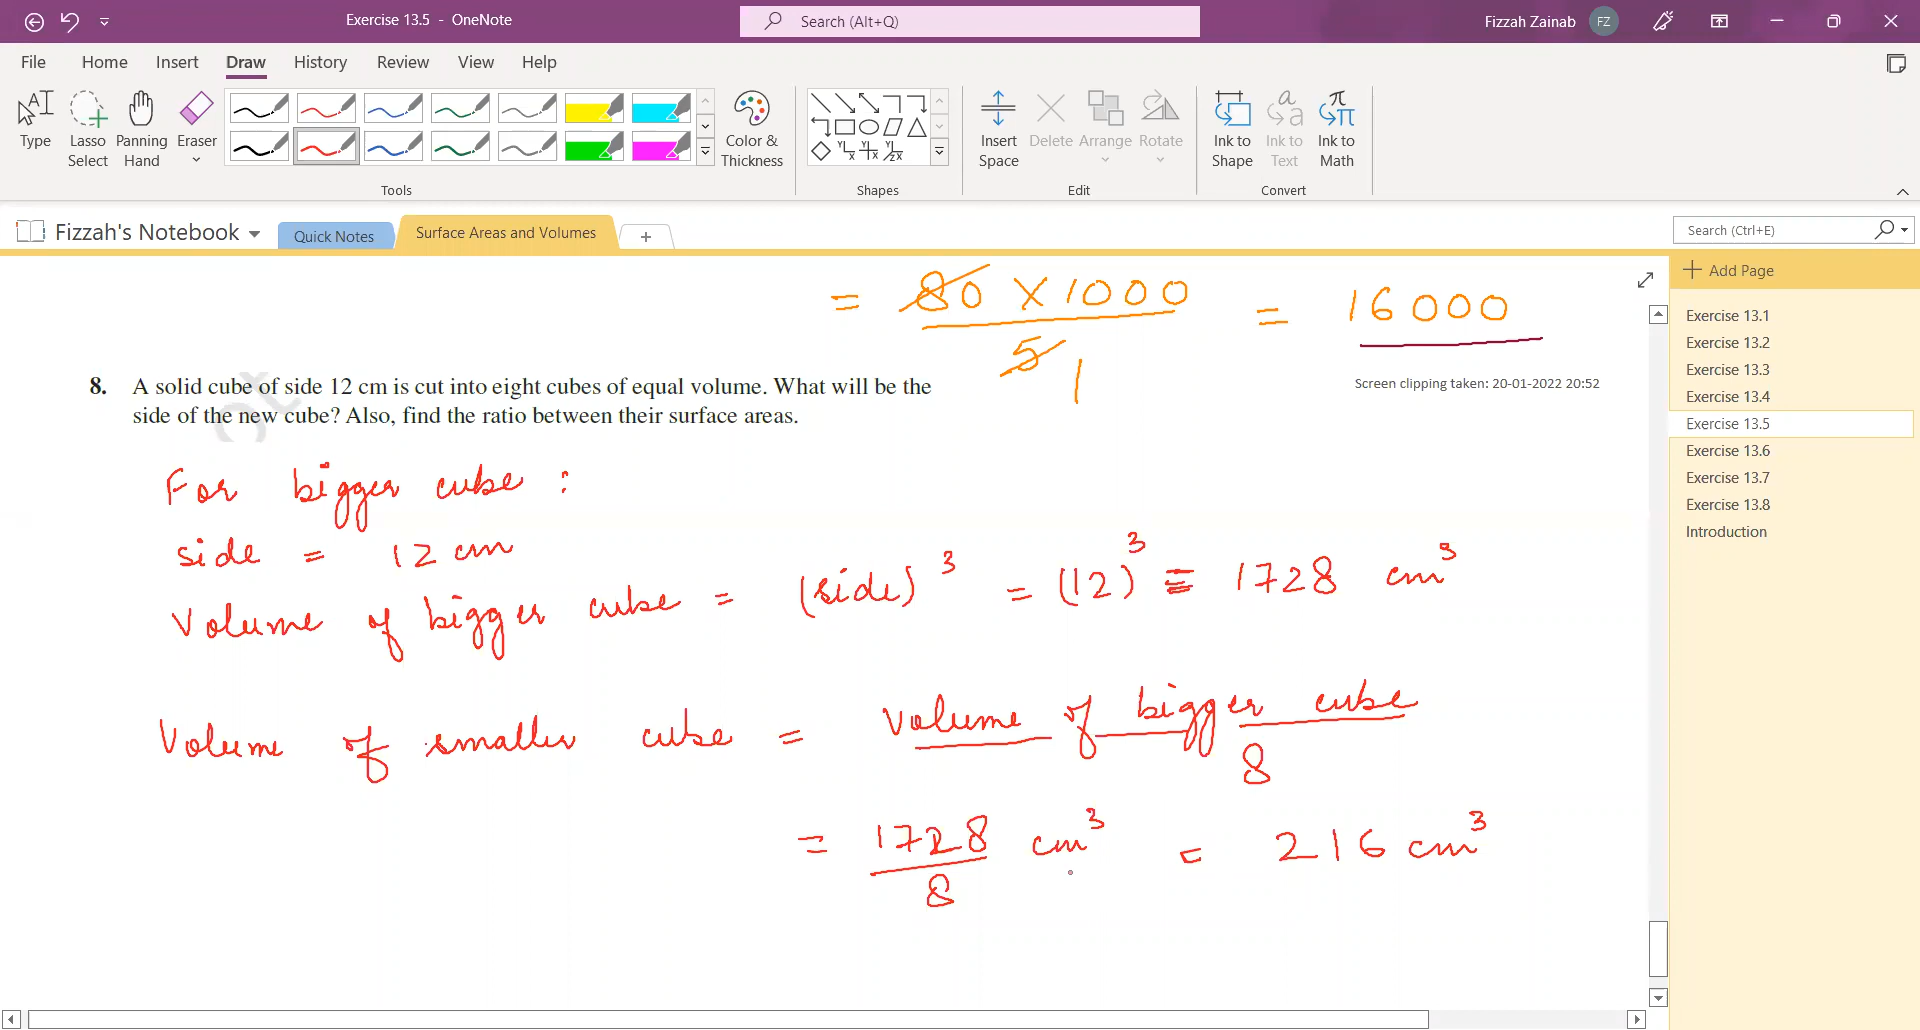 Exercise 13.5 - OneNote
Search (Alt+Q)
Fizzah Zainab FZ
File Home Insert Draw History Review View Help
Type Lasso Select Panning Hand Eraser Color & Thickness Insert Space Delete Arrange Rotate Ink to Shape Ink to Text Ink to Math
Tools Shapes Edit Convert
Fizzah's Notebook Quick Notes Surface Areas and Volumes +
Search (Ctrl+E)
Add Page
Exercise 13.1
Exercise 13.2
Exercise 13.3
Exercise 13.4
Exercise 13.5
Exercise 13.6
Exercise 13.7
Exercise 13.8
Introduction
= 80 × 1000 = 16000
5 1
Screen clipping taken: 20-01-2022 20:52
8. A solid cube of side 12 cm is cut into eight cubes of equal volume. What will be the
side of the new cube? Also, find the ratio between their surface areas.
For bigger cube :
side = 12 cm
Volume of bigger cube = (side)³ = (12)³ = 1728 cm³
Volume of smaller cube = Volume of bigger cube
8
= 1728 cm³ = 216 cm³
8